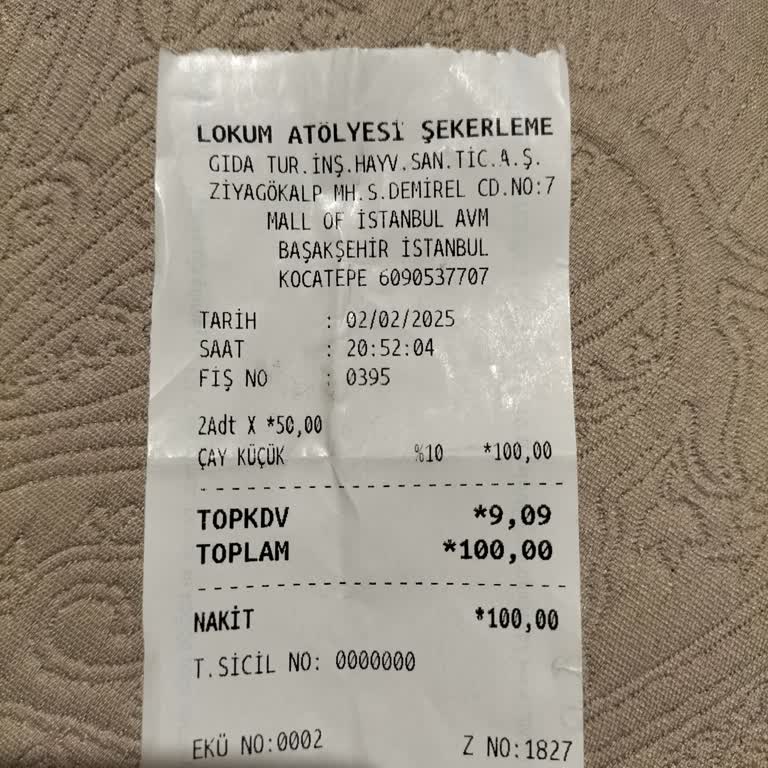 LOKUM ATÖLYESİ ŞEKERLEME
GIDA TUR.İNŞ.HAYV.SAN.TİC.A.Ş.
ZİYAGÖKALP MH.S.DEMİREL CD.NO:7
MALL OF İSTANBUL AVM
BAŞAKŞEHİR İSTANBUL
KOCATEPE 6090537707
TARİH : 02/02/2025
SAAT : 20:52:04
FİŞ NO : 0395
2Adt X *50,00
ÇAY KÜÇÜK %10 *100,00
TOPKDV *9,09
TOPLAM *100,00
NAKİT *100,00
T.SİCİL NO: 0000000
EKÜ NO:0002 Z NO:1827